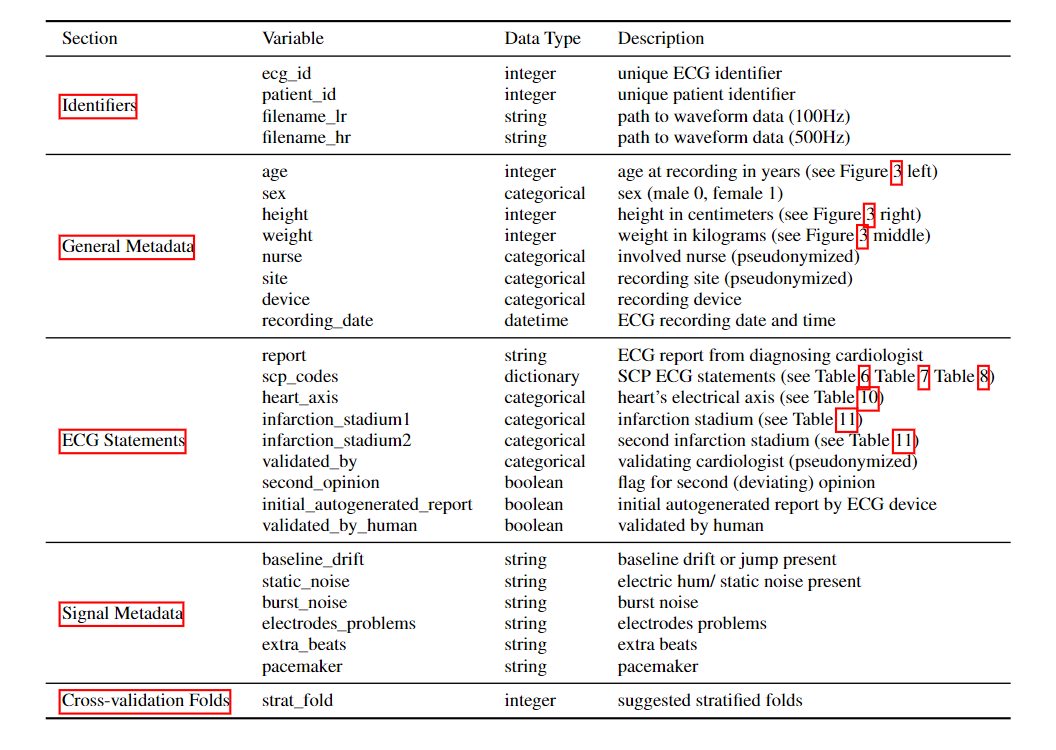 Section Variable Data Type Description
ecg_id integer unique ECG identifier
patient_id integer unique patient identifier
Identifiers
filename_lr string path to waveform data (100Hz)
filename_hr string path to waveform data (500Hz)
age integer age at recording in years (see Figure 3 left)
sex categorical sex (male 0, female 1)
height integer height in centimeters (see Figure 3 right)
weight integer weight in kilograms (see Figure 3 middle)
General Metadata
nurse categorical involved nurse (pseudonymized)
site categorical recording site (pseudonymized)
device categorical recording device
recording_date datetime ECG recording date and time
report string ECG report from diagnosing cardiologist
scp_codes dictionary SCP ECG statements (see Table 6 Table 7 Table 8)
heart_axis categorical heart's electrical axis (see Table 10)
infarction_stadium1 categorical infarction stadium (see Table 11)
ECG Statements infarction_stadium2 categorical second infarction stadium (see Table 11)
validated_by categorical validating cardiologist (pseudonymized)
second_opinion boolean flag for second (deviating) opinion
initial_autogenerated_report boolean initial autogenerated report by ECG device
validated_by_human boolean validated by human
baseline_drift string baseline drift or jump present
static_noise string electric hum/ static noise present
burst_noise string burst noise
Signal Metadata
electrodes_problems string electrodes problems
extra_beats string extra beats
pacemaker string pacemaker
Cross-validation Folds strat_fold integer suggested stratified folds